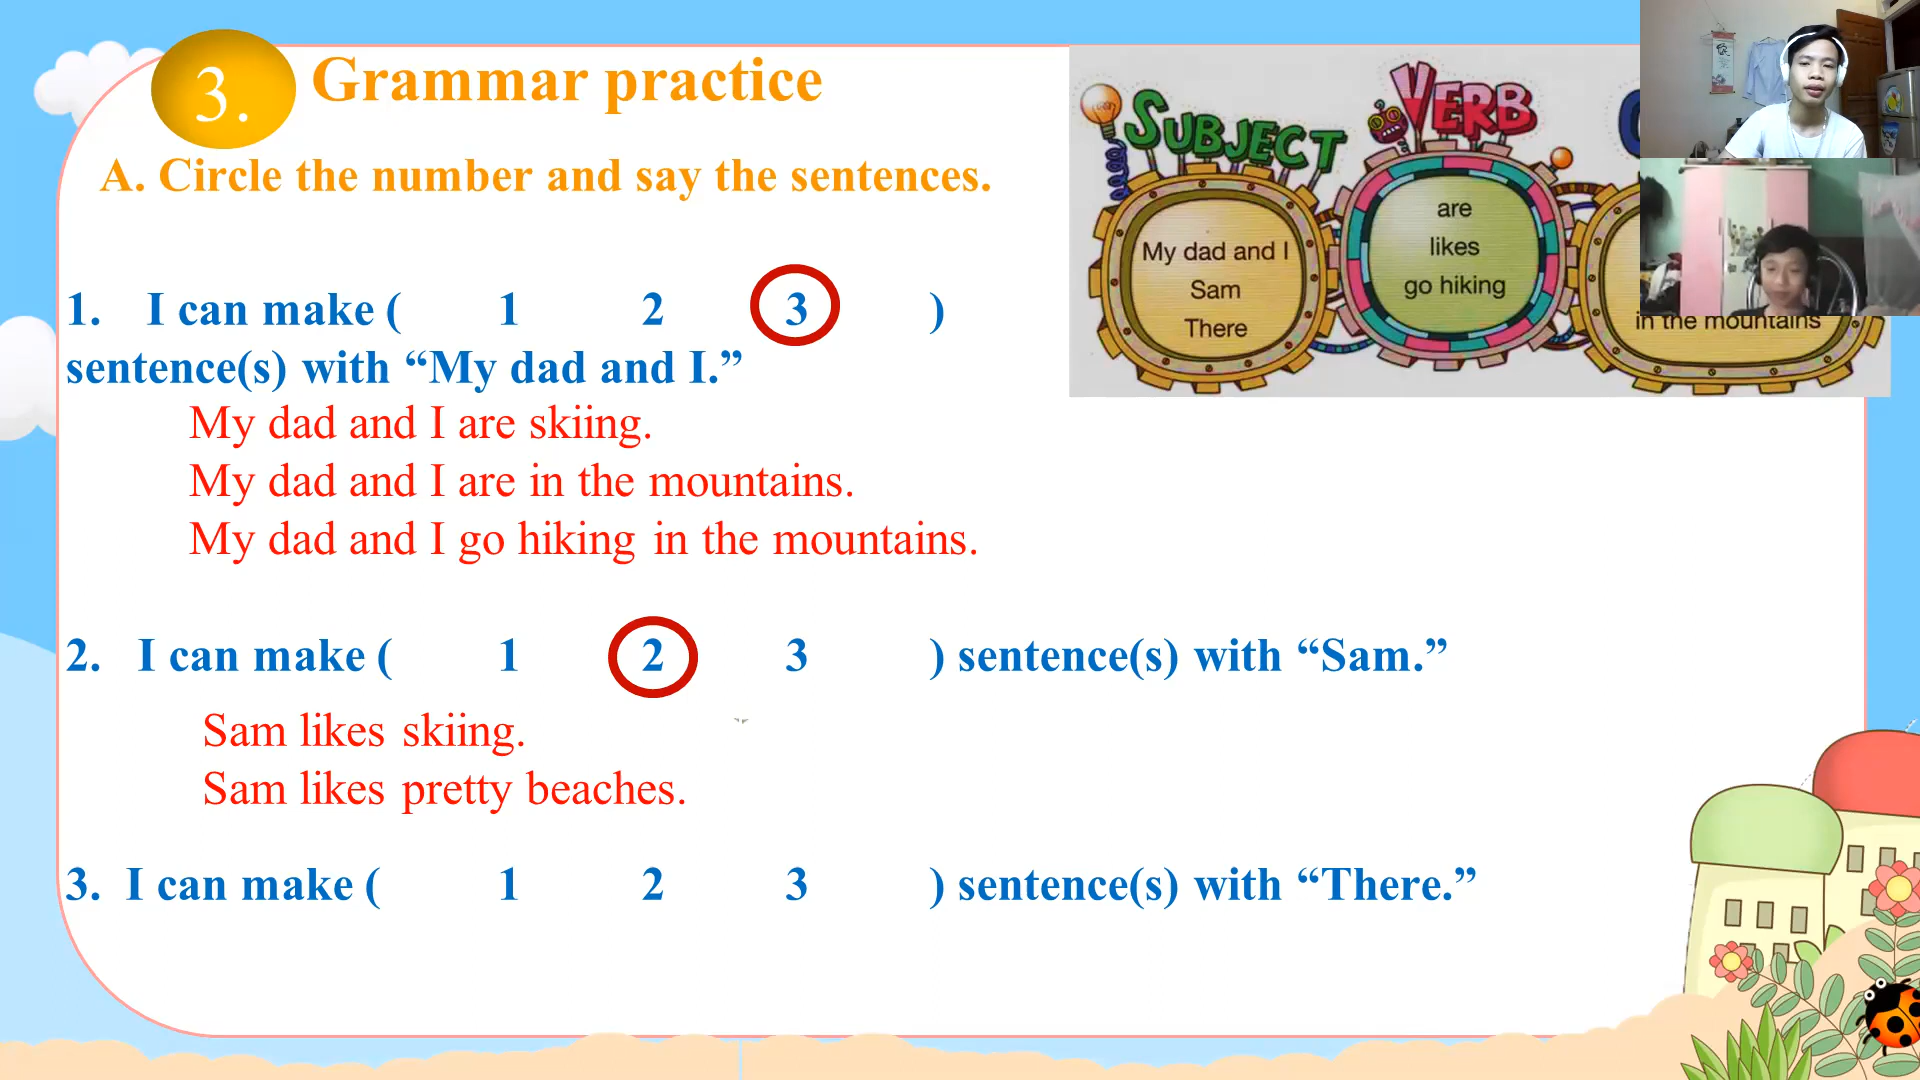 3.
Grammar practice
A. Circle the number and say the sentences.
SUBJECT
VERB
My dad and I
Sam
There
are
likes
go hiking
in the mountains
1. I can make ( 1 2 3 )
sentence(s) with “My dad and I.”
My dad and I are skiing.
My dad and I are in the mountains.
My dad and I go hiking in the mountains.
2. I can make ( 1 2 3 ) sentence(s) with “Sam.”
Sam likes skiing.
Sam likes pretty beaches.
3. I can make ( 1 2 3 ) sentence(s) with “There.”